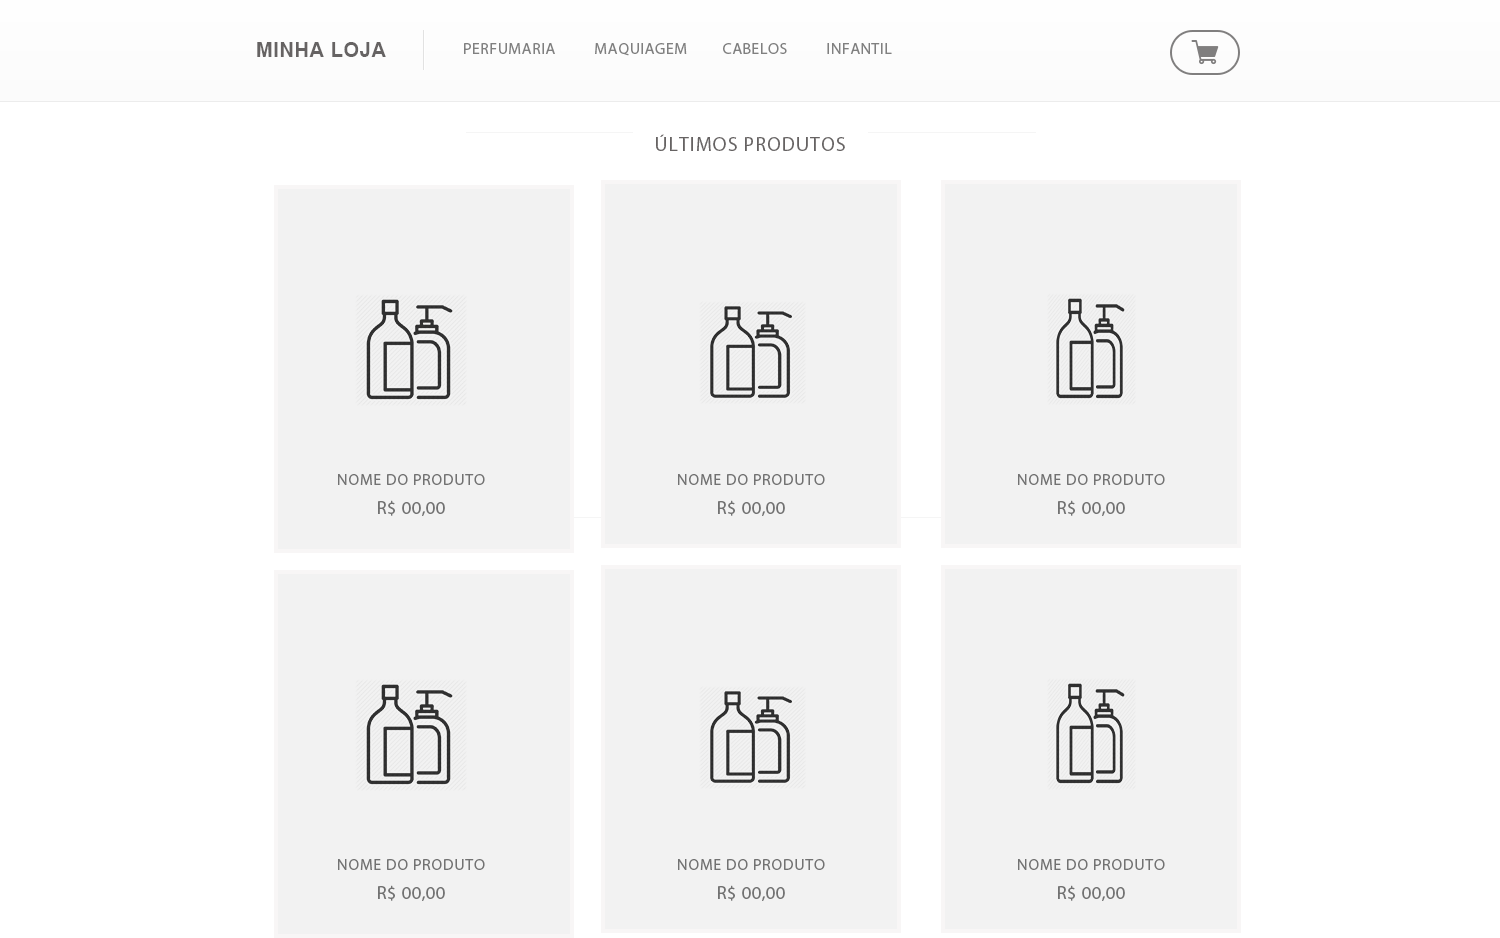 MINHA LOJA PERFUMARIA MAQUIAGEM CABELOS INFANTIL
ÚLTIMOS PRODUTOS
NOME DO PRODUTO NOME DO PRODUTO NOME DO PRODUTO
R$ 00,00 R$ 00,00 R$ 00,00
NOME DO PRODUTO NOME DO PRODUTO NOME DO PRODUTO
R$ 00,00 R$ 00,00 R$ 00,00